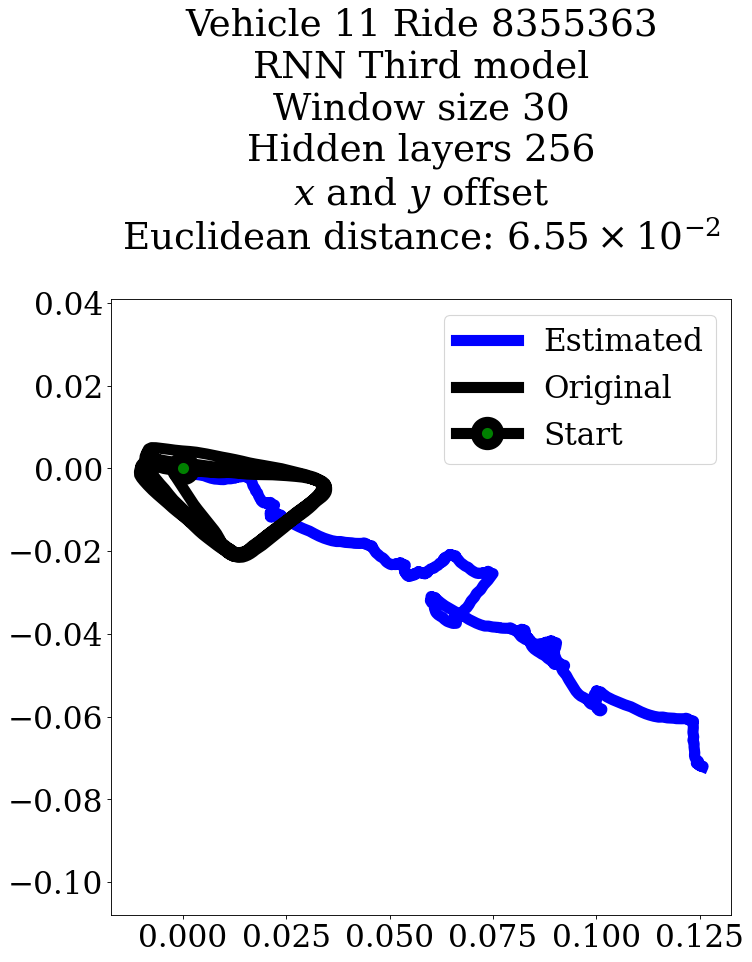 Vehicle 11 Ride 8355363
RNN Third model
Window size 30
Hidden layers 256
x and y offset
Euclidean distance: 6.55 × 10⁻²
Estimated
Original
Start
0.04
0.02
0.00
−0.02
−0.04
−0.06
−0.08
−0.10
0.000 0.025 0.050 0.075 0.100 0.125